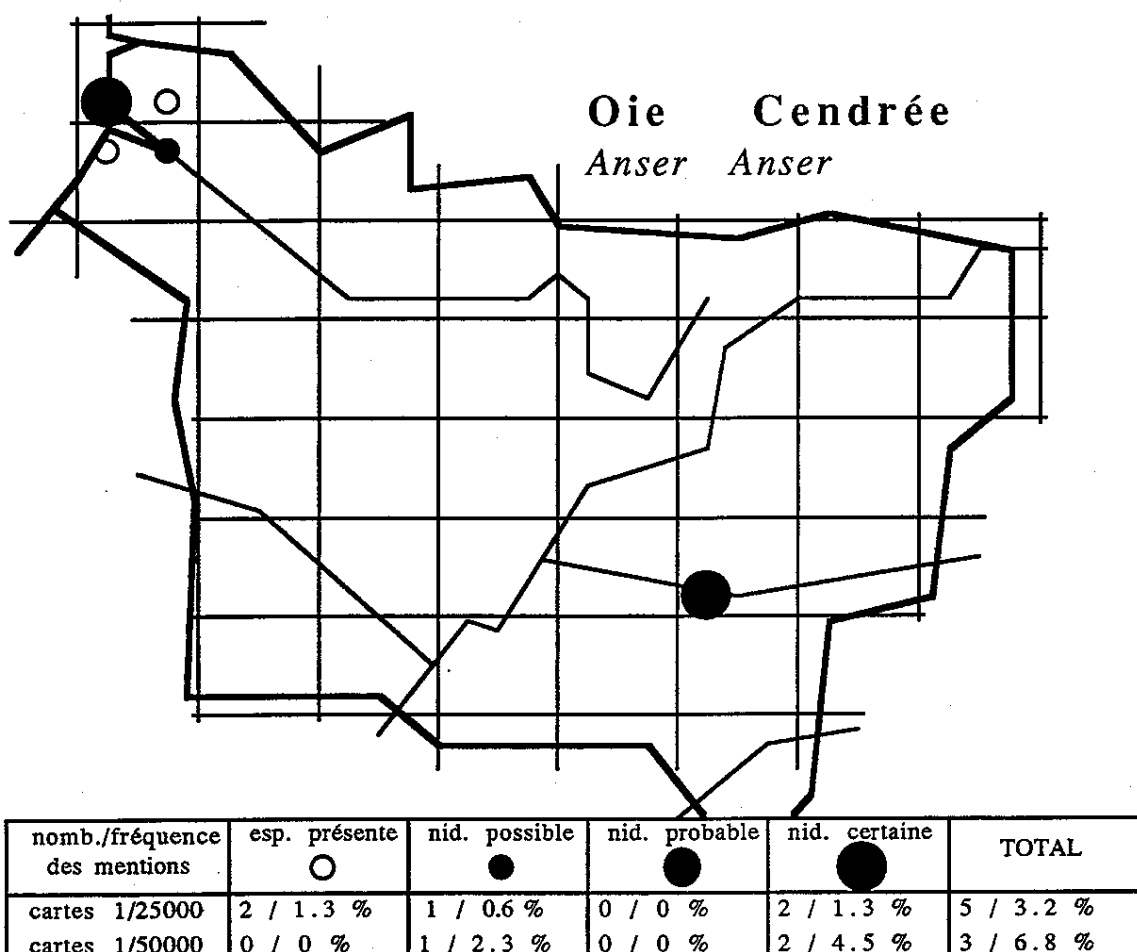 Oie Cendrée
Anser Anser
nomb./fréquence des mentions esp. présente nid. possible nid. probable nid. certaine TOTAL
cartes 1/25000 2 / 1.3 % 1 / 0.6 % 0 / 0 % 2 / 1.3 % 5 / 3.2 %
cartes 1/50000 0 / 0 % 1 / 2.3 % 0 / 0 % 2 / 4.5 % 3 / 6.8 %